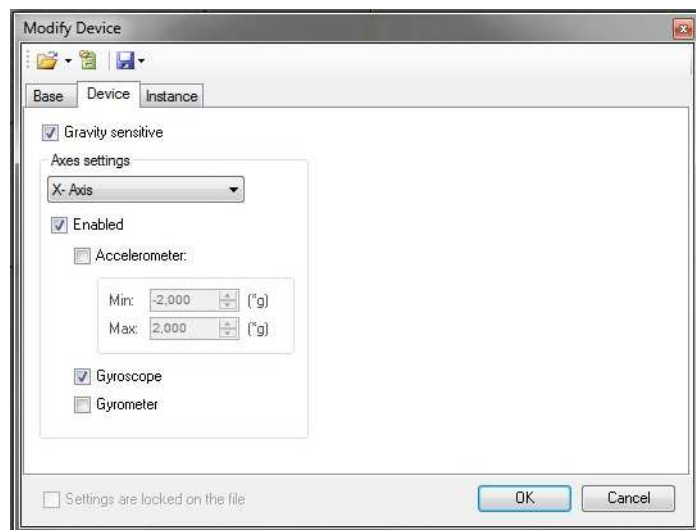 Modify Device
Base Device Instance
Gravity sensitive
Axes settings
X- Axis
Enabled
Accelerometer:
Min: -2,000 (*g)
Max: 2,000 (*g)
Gyroscope
Gyrometer
Settings are locked on the file OK Cancel